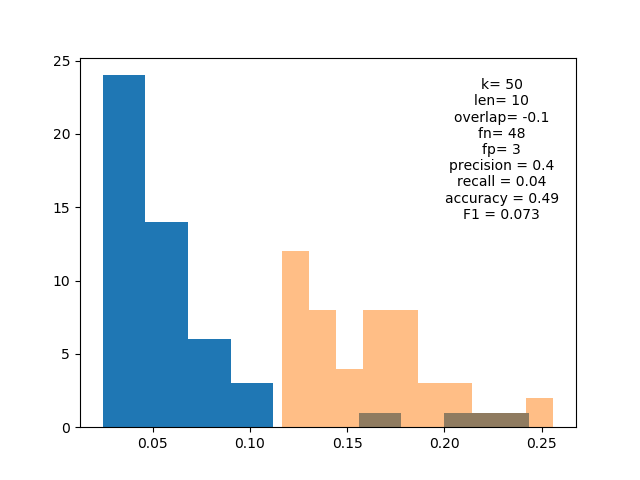 25
20
15
10
5
0
0.05 0.10 0.15 0.20 0.25
k= 50
len= 10
overlap= -0.1
fn= 48
fp= 3
precision = 0.4
recall = 0.04
accuracy = 0.49
F1 = 0.073